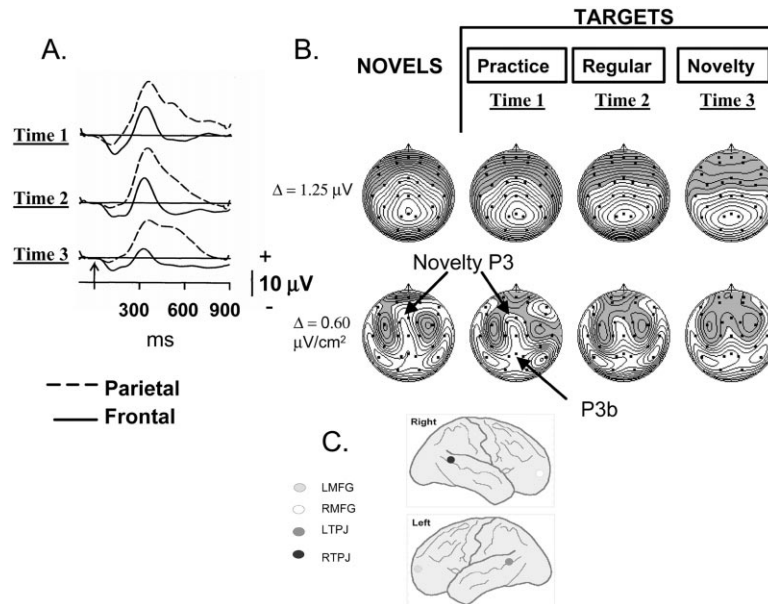 A.
Time 1
Time 2
Time 3
+
10 μV
-
300 600 900
ms
Parietal
Frontal
B.
TARGETS
NOVELS
Practice Regular Novelty
Time 1 Time 2 Time 3
Δ = 1.25 μV
Novelty P3
Δ = 0.60
μV/cm²
P3b
C.
Right
Left
LMFG
RMFG
LTPJ
RTPJ